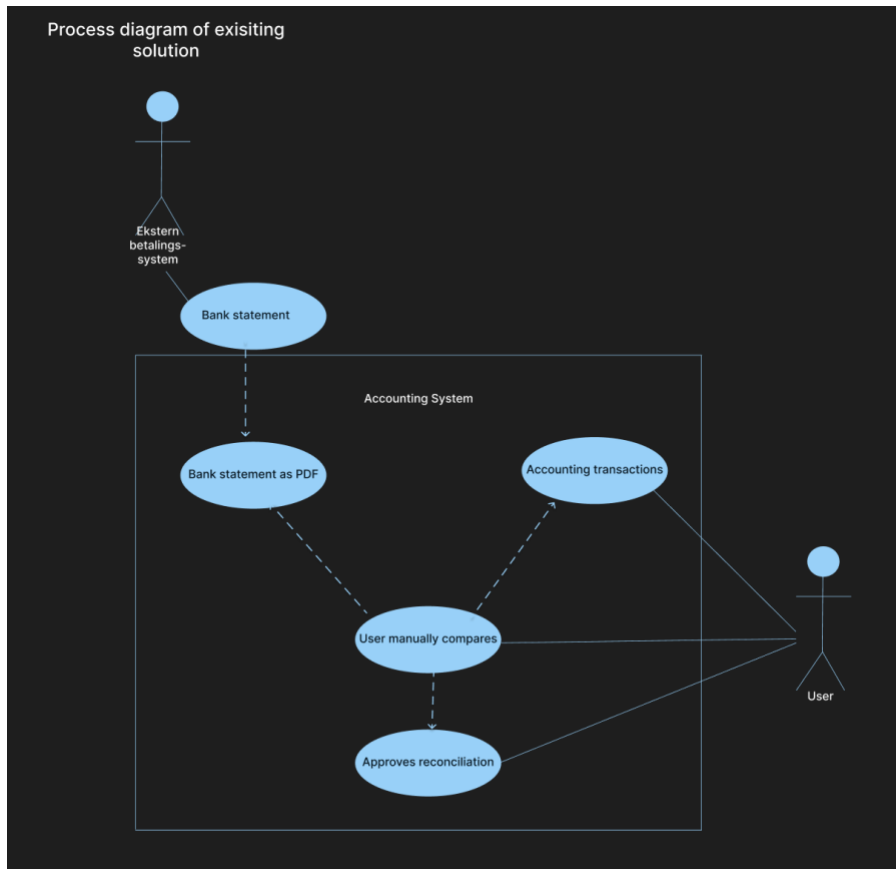 Process diagram of exisiting
solution
Ekstern
betalings-
system
Bank statement
Accounting System
Bank statement as PDF
Accounting transactions
User manually compares
User
Approves reconciliation